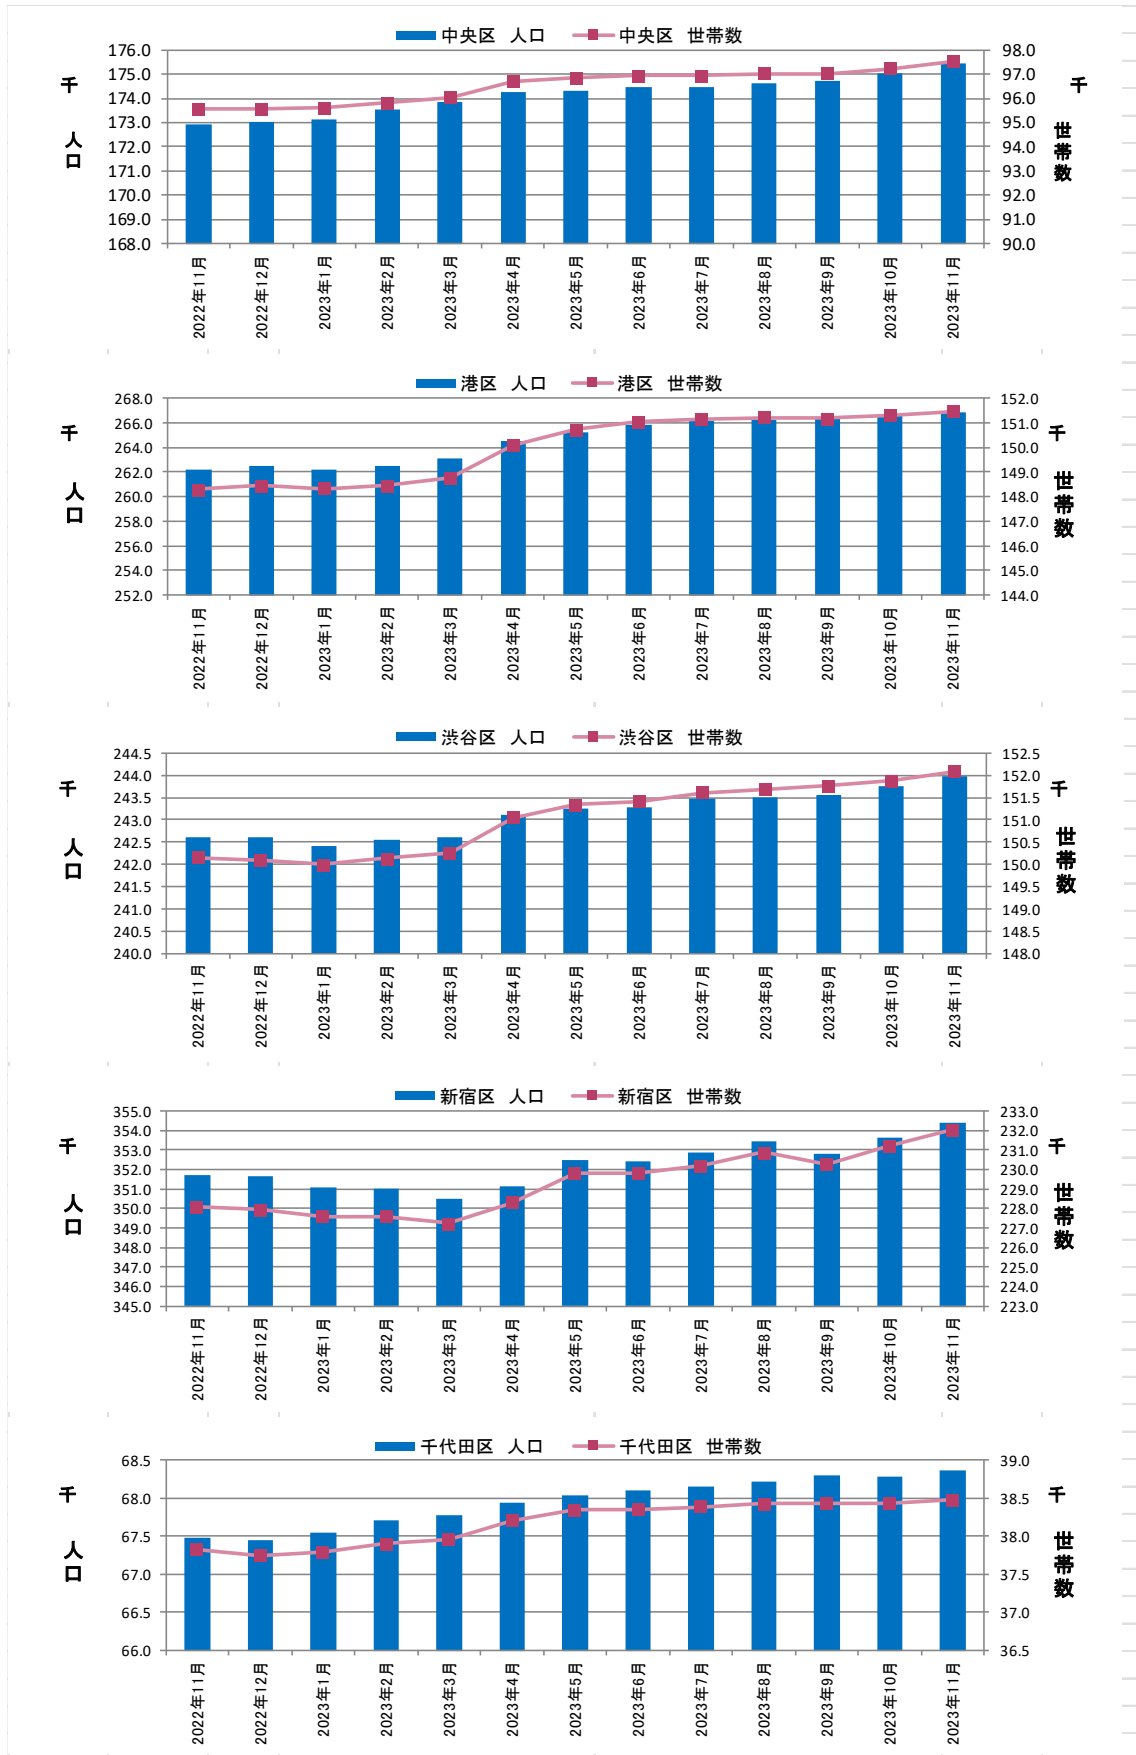 中央区 人口 中央区 世帯数
千
人口
176.0
175.0
174.0
173.0
172.0
171.0
170.0
169.0
168.0
98.0
97.0
96.0
95.0
94.0
93.0
92.0
91.0
90.0
千
世帯数
2022年11月
2022年12月
2023年1月
2023年2月
2023年3月
2023年4月
2023年5月
2023年6月
2023年7月
2023年8月
2023年9月
2023年10月
2023年11月
港区 人口 港区 世帯数
千
人口
268.0
266.0
264.0
262.0
260.0
258.0
256.0
254.0
252.0
152.0
151.0
150.0
149.0
148.0
147.0
146.0
145.0
144.0
千
世帯数
2022年11月
2022年12月
2023年1月
2023年2月
2023年3月
2023年4月
2023年5月
2023年6月
2023年7月
2023年8月
2023年9月
2023年10月
2023年11月
渋谷区 人口 渋谷区 世帯数
千
人口
244.5
244.0
243.5
243.0
242.5
242.0
241.5
241.0
240.5
240.0
152.5
152.0
151.5
151.0
150.5
150.0
149.5
149.0
148.5
148.0
千
世帯数
2022年11月
2022年12月
2023年1月
2023年2月
2023年3月
2023年4月
2023年5月
2023年6月
2023年7月
2023年8月
2023年9月
2023年10月
2023年11月
新宿区 人口 新宿区 世帯数
千
人口
355.0
354.0
353.0
352.0
351.0
350.0
349.0
348.0
347.0
346.0
345.0
233.0
232.0
231.0
230.0
229.0
228.0
227.0
226.0
225.0
224.0
223.0
千
世帯数
2022年11月
2022年12月
2023年1月
2023年2月
2023年3月
2023年4月
2023年5月
2023年6月
2023年7月
2023年8月
2023年9月
2023年10月
2023年11月
千代田区 人口 千代田区 世帯数
千
人口
68.5
68.0
67.5
67.0
66.5
66.0
39.0
38.5
38.0
37.5
37.0
36.5
千
世帯数
2022年11月
2022年12月
2023年1月
2023年2月
2023年3月
2023年4月
2023年5月
2023年6月
2023年7月
2023年8月
2023年9月
2023年10月
2023年11月